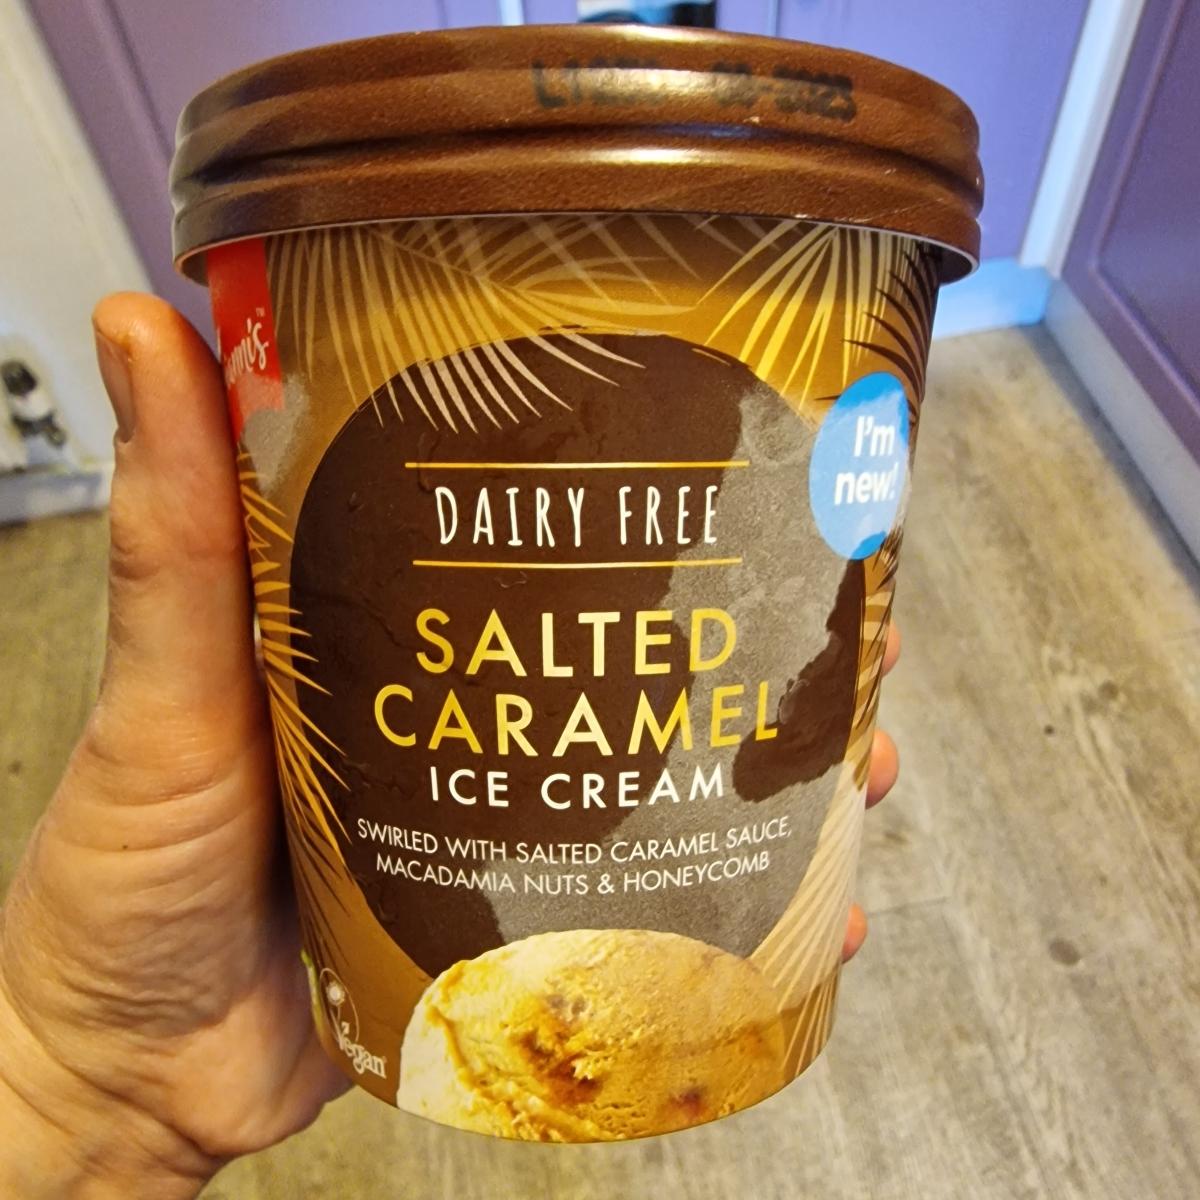 I'm
new!
DAIRY FREE
SALTED
CARAMEL
ICE CREAM
SWIRLED WITH SALTED CARAMEL SAUCE,
MACADAMIA NUTS & HONEYCOMB
Vegan